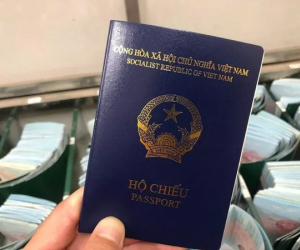 CỘNG HÒA XÃ HỘI CHỦ NGHĨA VIỆT NAM
SOCIALIST REPUBLIC OF VIET NAM
HỘ CHIẾU
PASSPORT